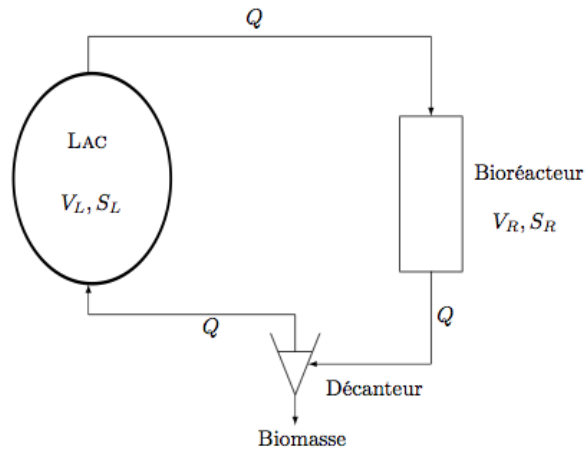 Q
LAC
V_L, S_L
Bioréacteur
V_R, S_R
Q
Q
Décanteur
Biomasse